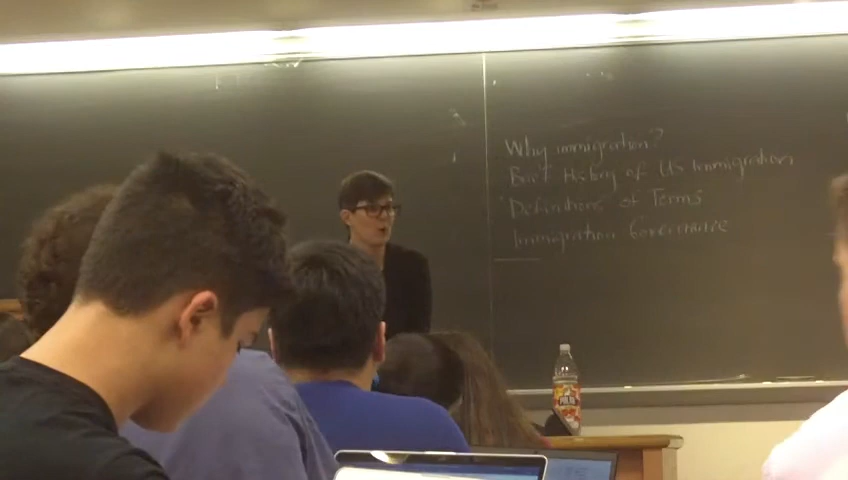 Why immigration?
Brief History of US Immigration
Definitions of Terms
Immigration Governance